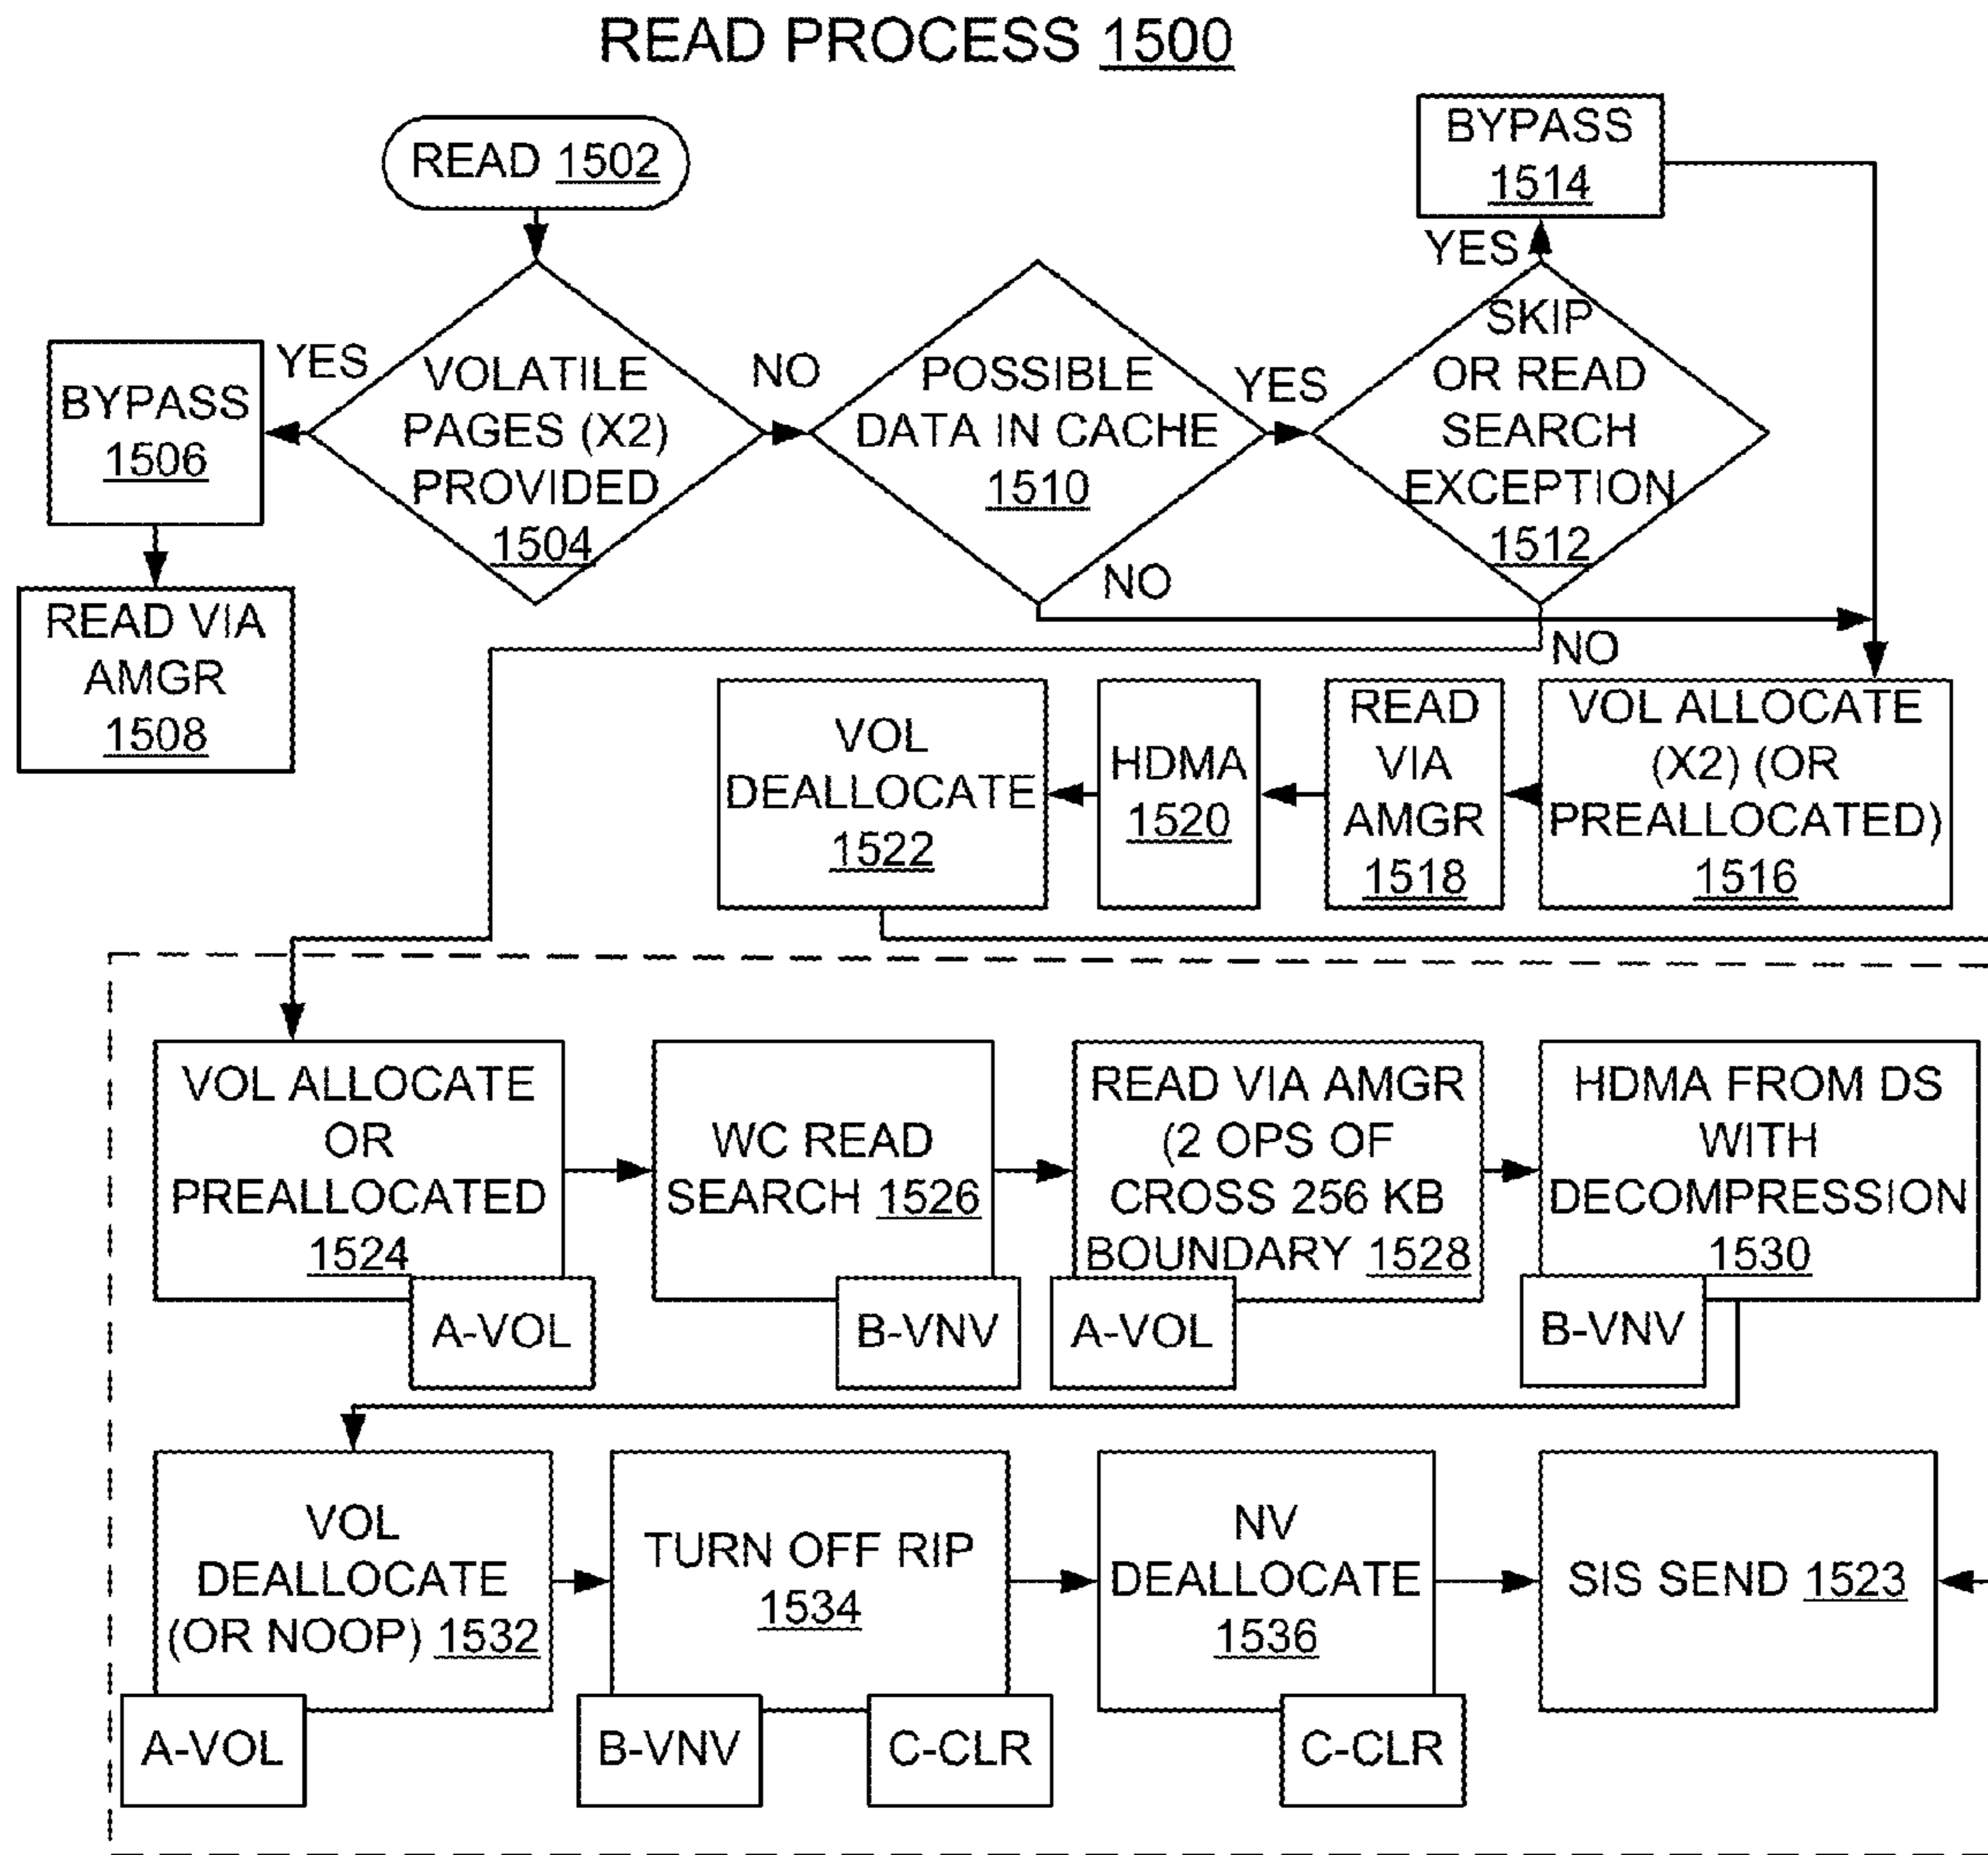 READ PROCESS 1500
READ 1502
BYPASS
1514
YES
SKIP
OR READ
SEARCH
EXCEPTION
1512
YES
VOLATILE
PAGES (X2)
PROVIDED
1504
NO
POSSIBLE
DATA IN CACHE
1510
YES
NO
NO
BYPASS
1506
READ VIA
AMGR
1508
VOL
DEALLOCATE
1522
HDMA
1520
READ
VIA
AMGR
1518
VOL ALLOCATE
(X2) (OR
PREALLOCATED)
1516
VOL ALLOCATE
OR
PREALLOCATED
1524
A-VOL
WC READ
SEARCH 1526
B-VNV
READ VIA AMGR
(2 OPS OF
CROSS 256 KB
BOUNDARY 1528
A-VOL
HDMA FROM DS
WITH
DECOMPRESSION
1530
B-VNV
VOL
DEALLOCATE
(OR NOOP) 1532
A-VOL
TURN OFF RIP
1534
B-VNV
C-CLR
NV
DEALLOCATE
1536
C-CLR
SIS SEND 1523